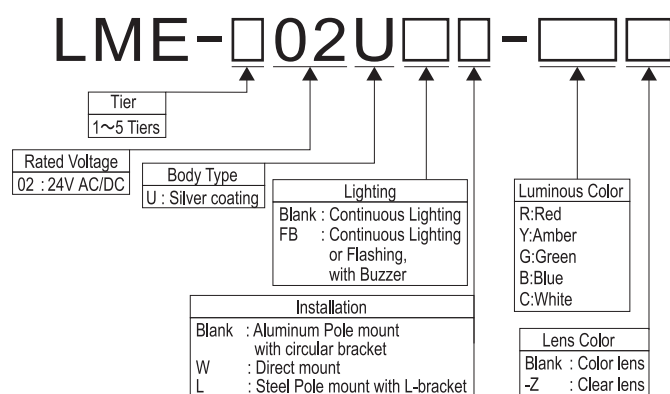 LME-□02U□□-□□
Tier
1～5 Tiers
Rated Voltage
02 : 24V AC/DC
Body Type
U : Silver coating
Lighting
Blank : Continuous Lighting
FB : Continuous Lighting
or Flashing,
with Buzzer
Installation
Blank : Aluminum Pole mount
with circular bracket
W : Direct mount
L : Steel Pole mount with L-bracket
Luminous Color
R:Red
Y:Amber
G:Green
B:Blue
C:White
Lens Color
Blank : Color lens
-Z : Clear lens